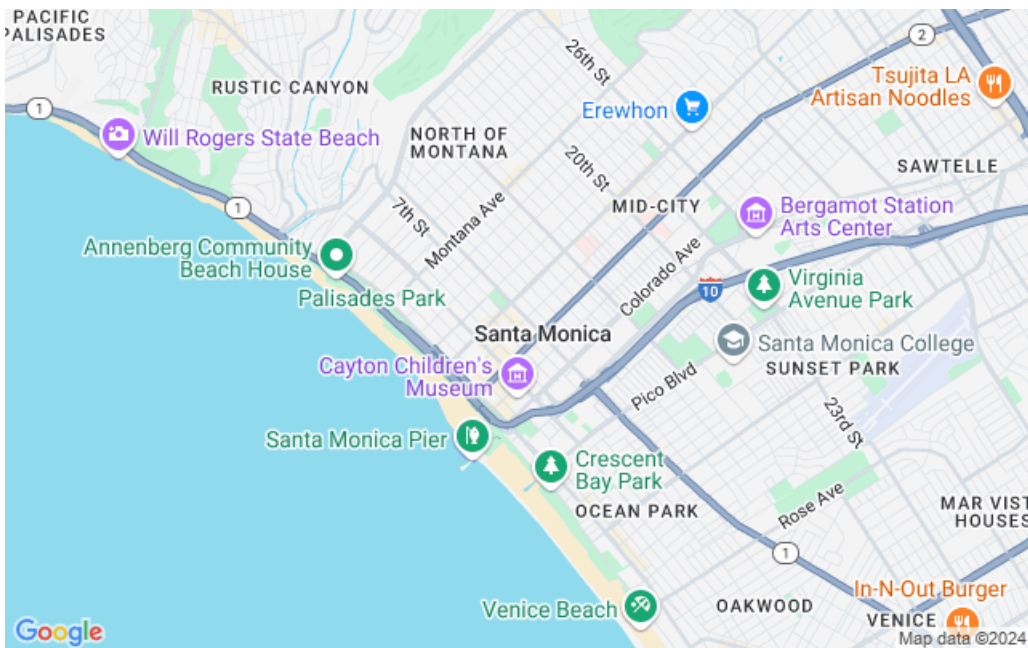 PACIFIC
PALISADES
26th St
2
RUSTIC CANYON
Tsujita LA
Artisan Noodles
1
Erewhon
Will Rogers State Beach
NORTH OF
MONTANA
20th St
SAWTELLE
7th St
Montana Ave
MID-CITY
1
Bergamot Station
Arts Center
Annenberg Community
Beach House
Colorado Ave
Palisades Park
10
Virginia
Avenue Park
Santa Monica
Santa Monica College
Cayton Children's
Museum
SUNSET PARK
Pico Blvd
23rd St
Santa Monica Pier
Crescent
Bay Park
OCEAN PARK
Rose Ave
MAR VIST
HOUSES
1
In-N-Out Burger
Venice Beach
OAKWOOD
VENICE
Google
Map data ©2024